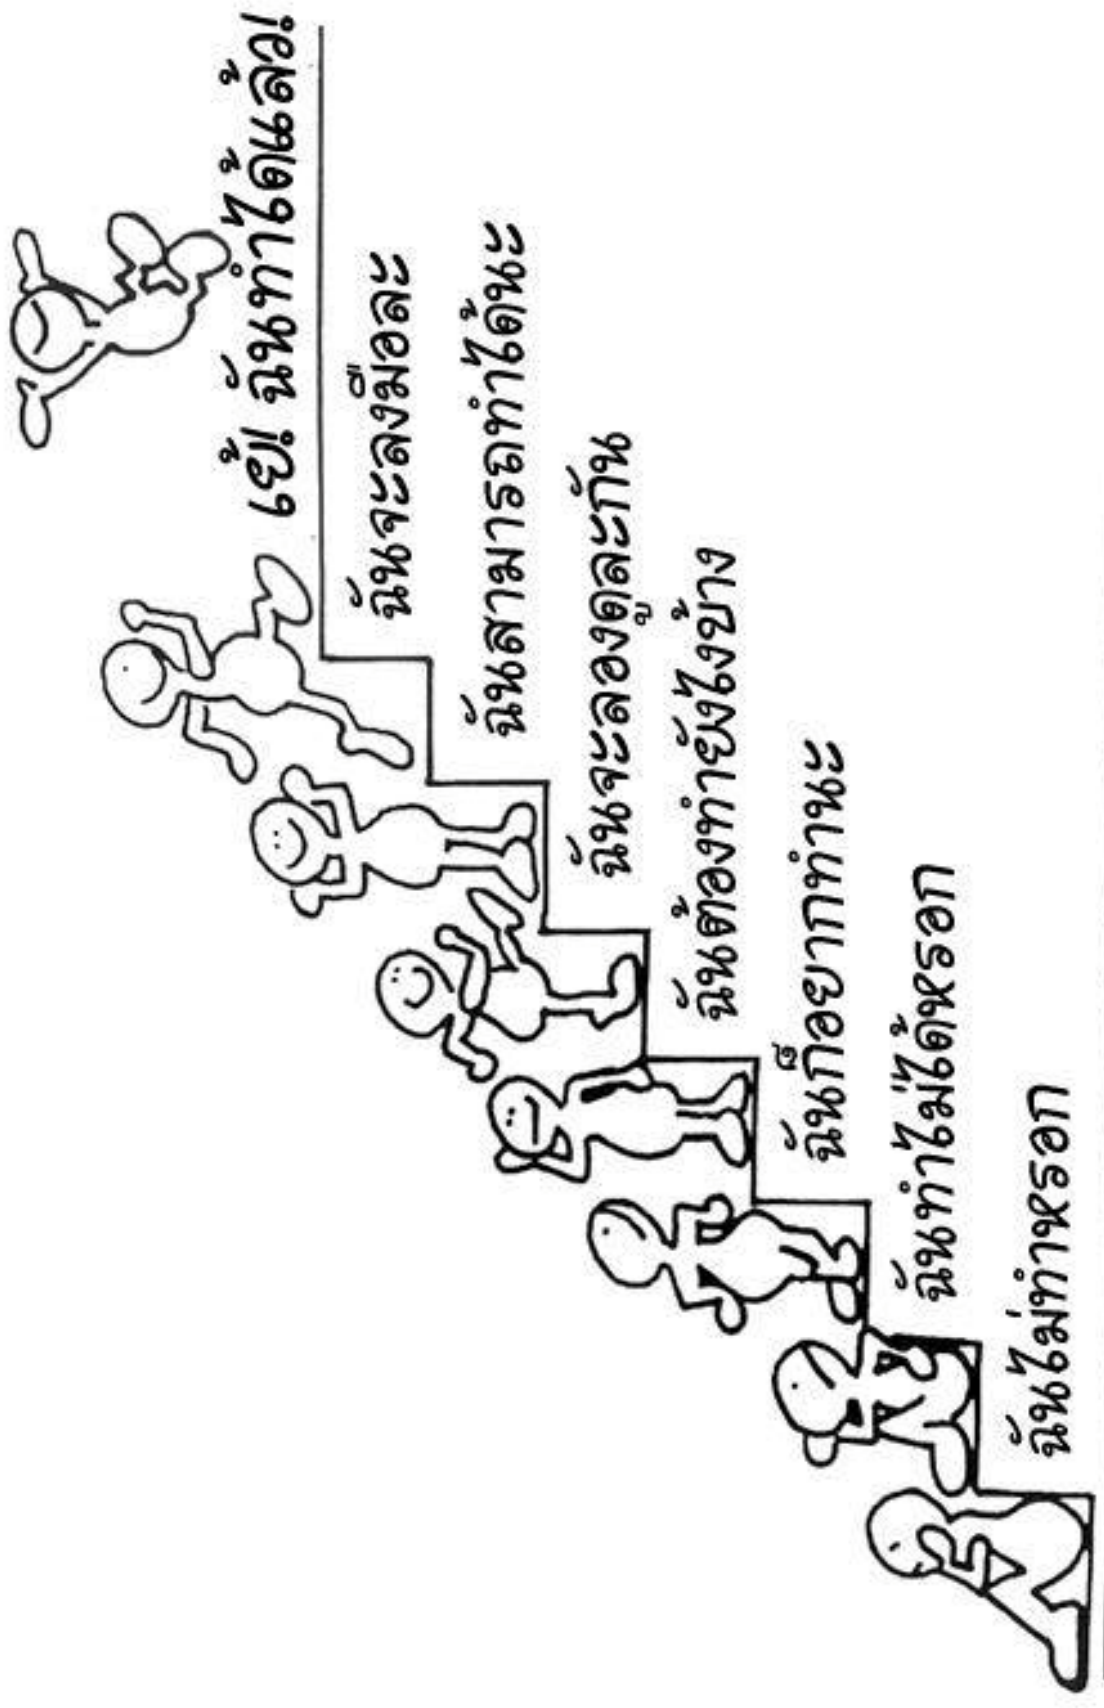 เย้! ฉันทำได้แล้ว!
ฉันจะลงมือละ
ฉันสามารถทำได้นะ
ฉันจะลองดูละกัน
ฉันต้องทำยังไงบ้าง
ฉันก็อยากทำนะ
ฉันทำไม่ได้หรอก
ฉันไม่ทำหรอก